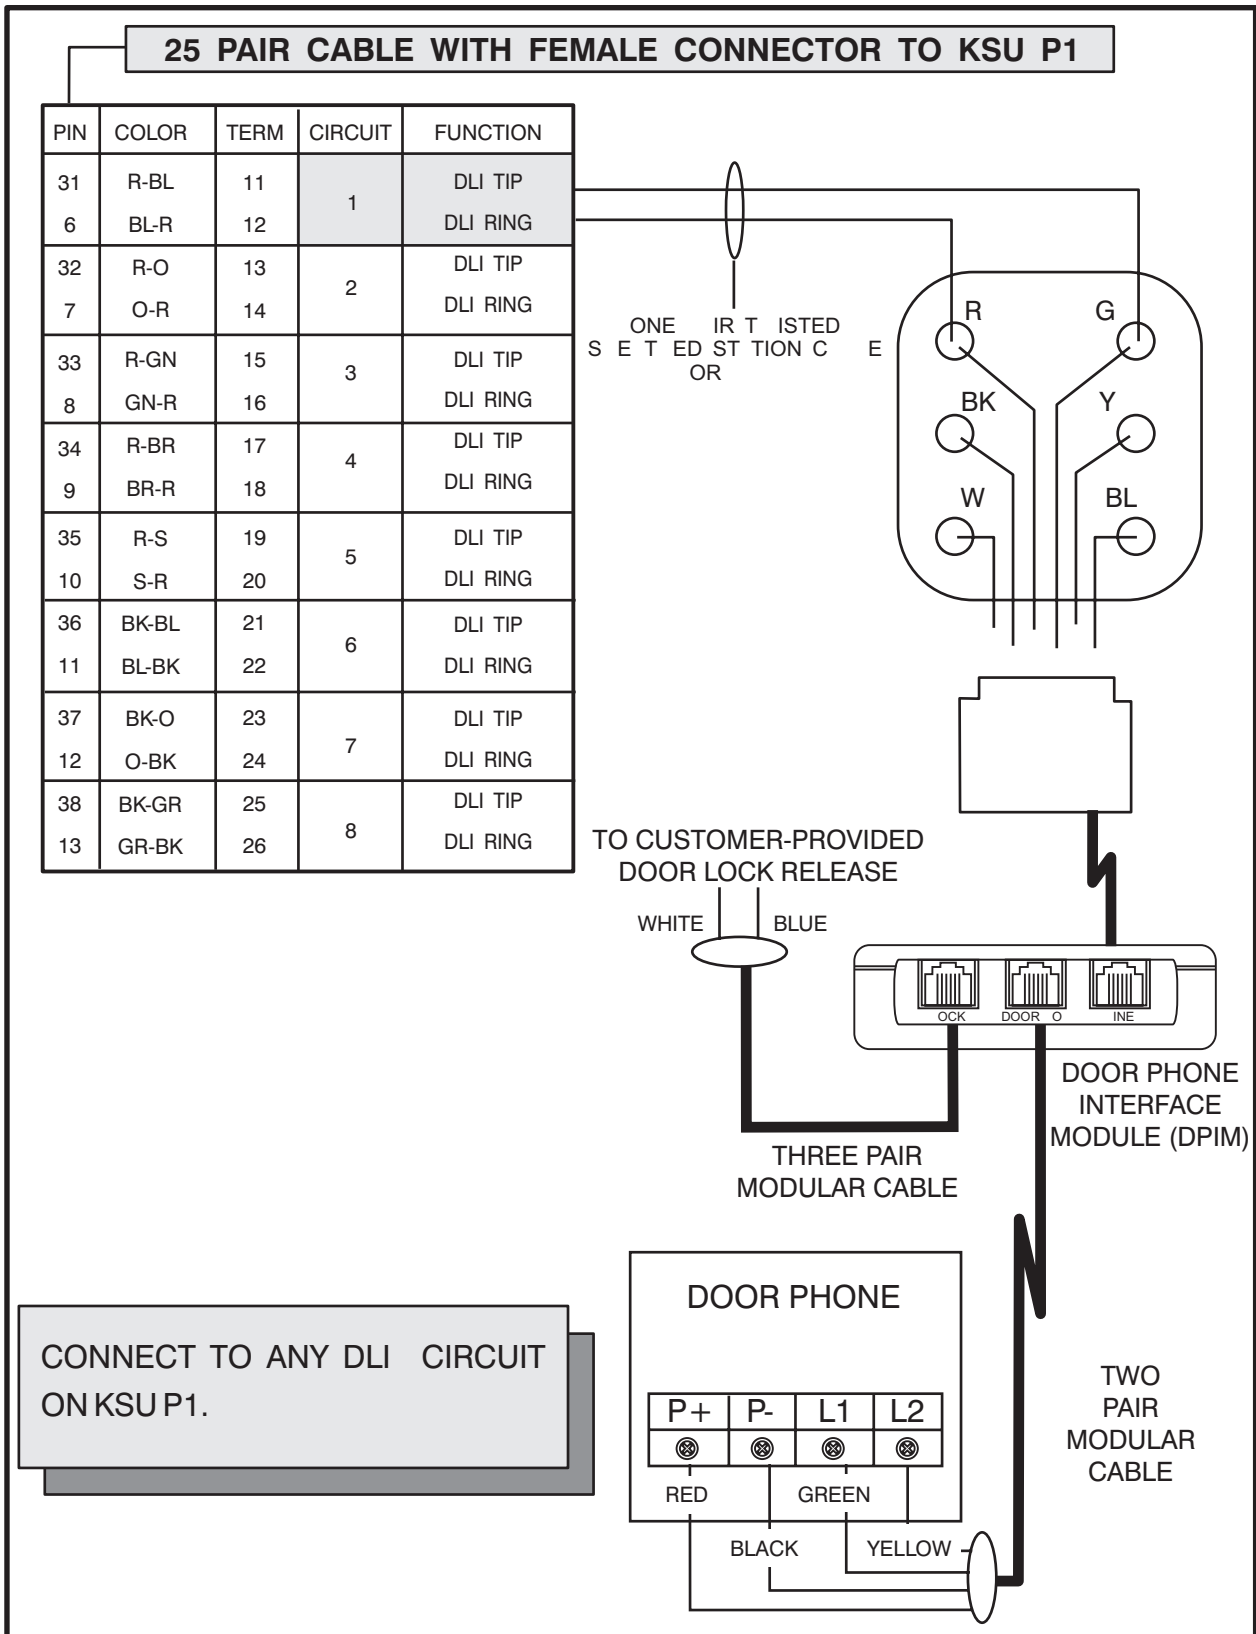 25 PAIR CABLE WITH FEMALE CONNECTOR TO KSU P1
PIN COLOR TERM CIRCUIT FUNCTION
31 R-BL 11 1 DLI TIP
6 BL-R 12 DLI RING
32 R-O 13 2 DLI TIP
7 O-R 14 DLI RING
33 R-GN 15 3 DLI TIP
8 GN-R 16 DLI RING
34 R-BR 17 4 DLI TIP
9 BR-R 18 DLI RING
35 R-S 19 5 DLI TIP
10 S-R 20 DLI RING
36 BK-BL 21 6 DLI TIP
11 BL-BK 22 DLI RING
37 BK-O 23 7 DLI TIP
12 O-BK 24 DLI RING
38 BK-GR 25 8 DLI TIP
13 GR-BK 26 DLI RING
ONE IR T ISTED
S E T ED ST TION C E
OR
R G
BK Y
W BL
TO CUSTOMER-PROVIDED
DOOR LOCK RELEASE
WHITE BLUE
OCK DOOR O INE
DOOR PHONE
INTERFACE
MODULE (DPIM)
THREE PAIR
MODULAR CABLE
DOOR PHONE
P+ P- L1 L2
RED GREEN
BLACK YELLOW
TWO
PAIR
MODULAR
CABLE
CONNECT TO ANY DLI CIRCUIT
ON KSU P1.